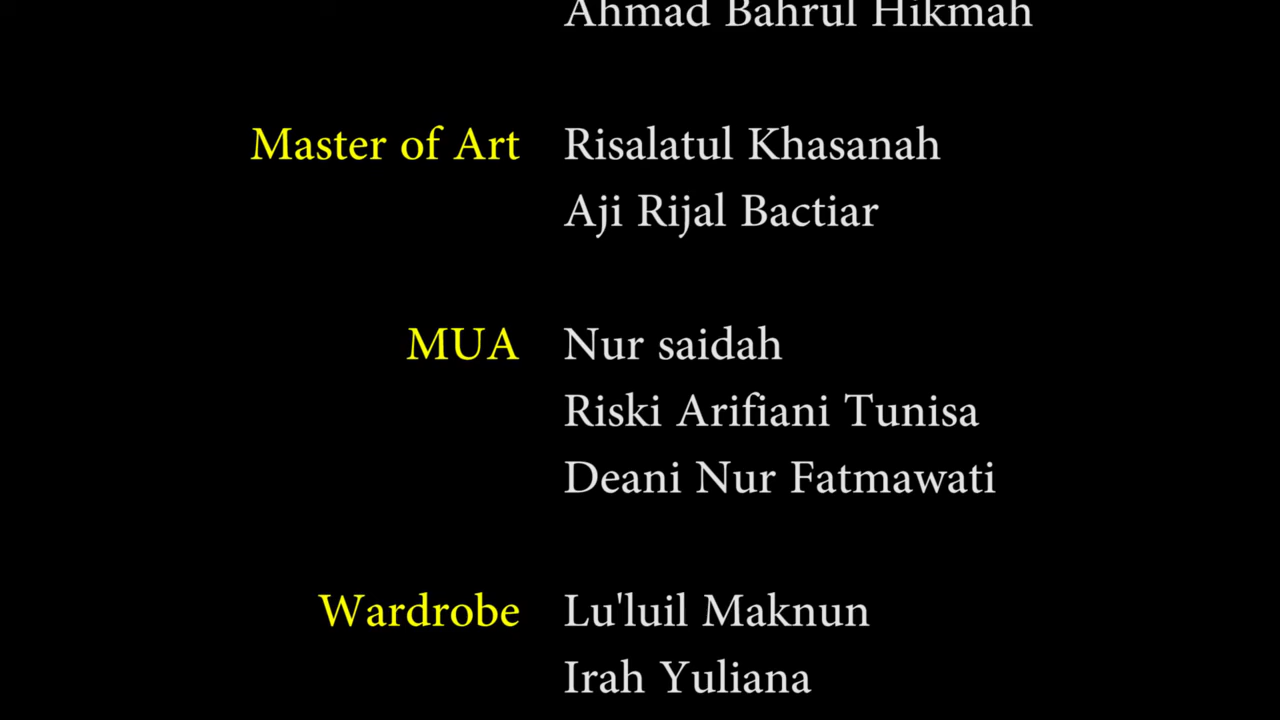 Ahmad Bahrul Hikmah
Master of Art Risalatul Khasanah
Aji Rijal Bactiar
MUA Nur saidah
Riski Arifiani Tunisa
Deani Nur Fatmawati
Wardrobe Lu'luil Maknun
Irah Yuliana